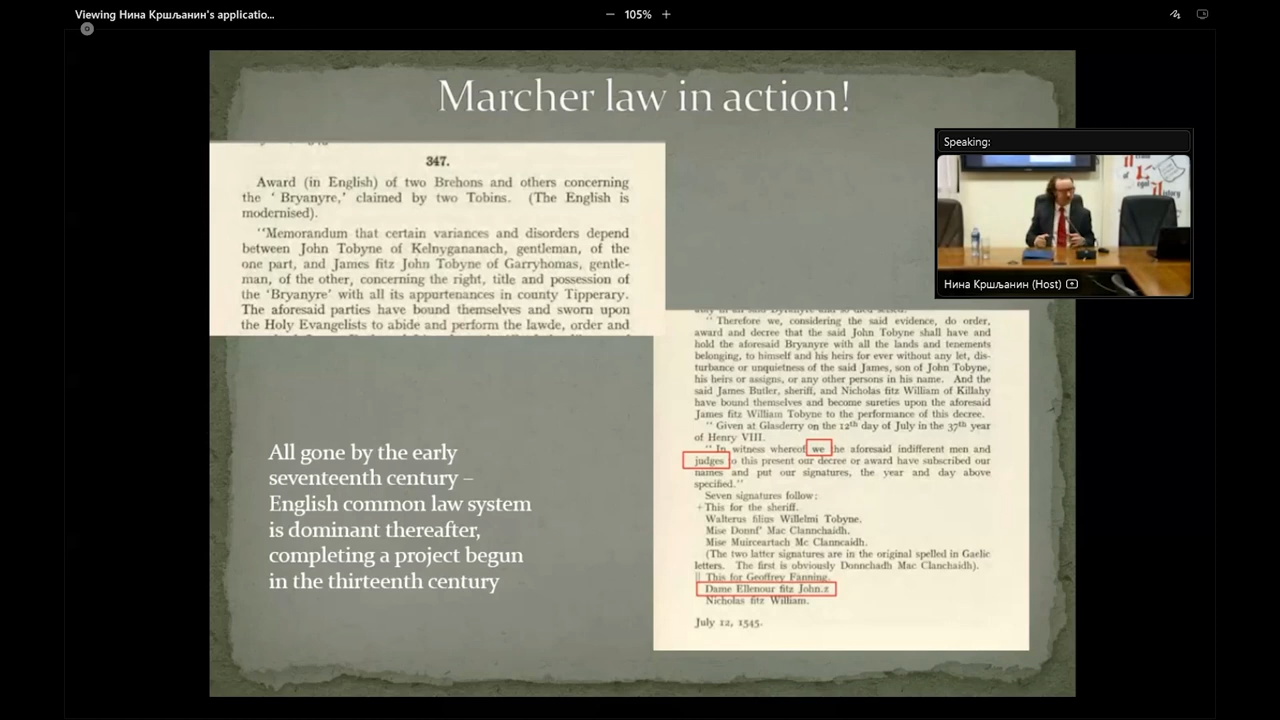 Viewing Нина Кршљанин's applicatio...
105%
Marcher law in action!
347.
Award (in English) of two Brehons and others concerning
the ' Bryanyre,' claimed by two Tobins. (The English is
modernised).
"Memorandum that certain variances and disorders depend
between John Tobyne of Kelnygananach, gentleman, of the
one part, and James fitz John Tobyne of Garryhomas, gentle-
man, of the other, concerning the right, title and possession of
the 'Bryanyre' with all its appurtenances in county Tipperary.
The aforesaid parties have bound themselves and sworn upon
the Holy Evangelists to abide and perform the lawde, order and
All gone by the early
seventeenth century –
English common law system
is dominant thereafter,
completing a project begun
in the thirteenth century
Speaking:
Нина Кршљанин (Host)
" Therefore we, considering the said evidence, do order,
award and decree that the said John Tobyne shall have and
hold the aforesaid Bryanyre with all the lands and tenements
belonging, to himself and his heirs for ever without any let, dis-
turbance or unquietness of the said James, son of John Tobyne,
his heirs or assigns, or any other persons in his name. And the
said James Butler, sheriff, and Nicholas fitz William of Killahy
have bound themselves and become sureties upon the aforesaid
James fitz William Tobyne to the performance of this decree.
" Given at Glasderry on the 12th day of July in the 37th year
of Henry VIII.
" In witness whereof we the aforesaid indifferent men and
judges to this present our decree or award have subscribed our
names and put our signatures, the year and day above
specified."
Seven signatures follow:
+This for the sheriff.
Walterus filius Willelmi Tobyne.
Mise Donnf' Mac Clannchaidh.
Mise Muirceartach Mc Clanncaidh.
(The two latter signatures are in the original spelled in Gaelic
letters. The first is obviously Donnchadh Mac Clanchaidh).
|| This for Geoffrey Fanning.
Dame Ellenour fitz John.z
Nicholas fitz William.
July 12, 1545.